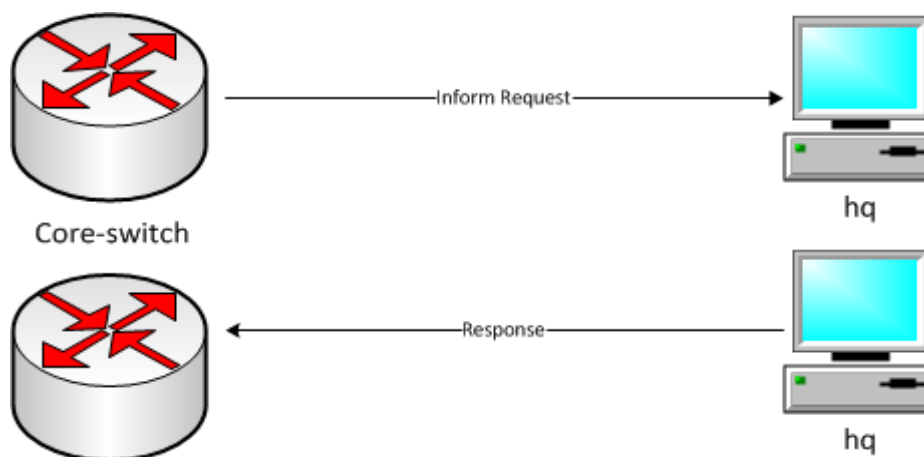 Inform Request
hq
Core-switch
Response
hq